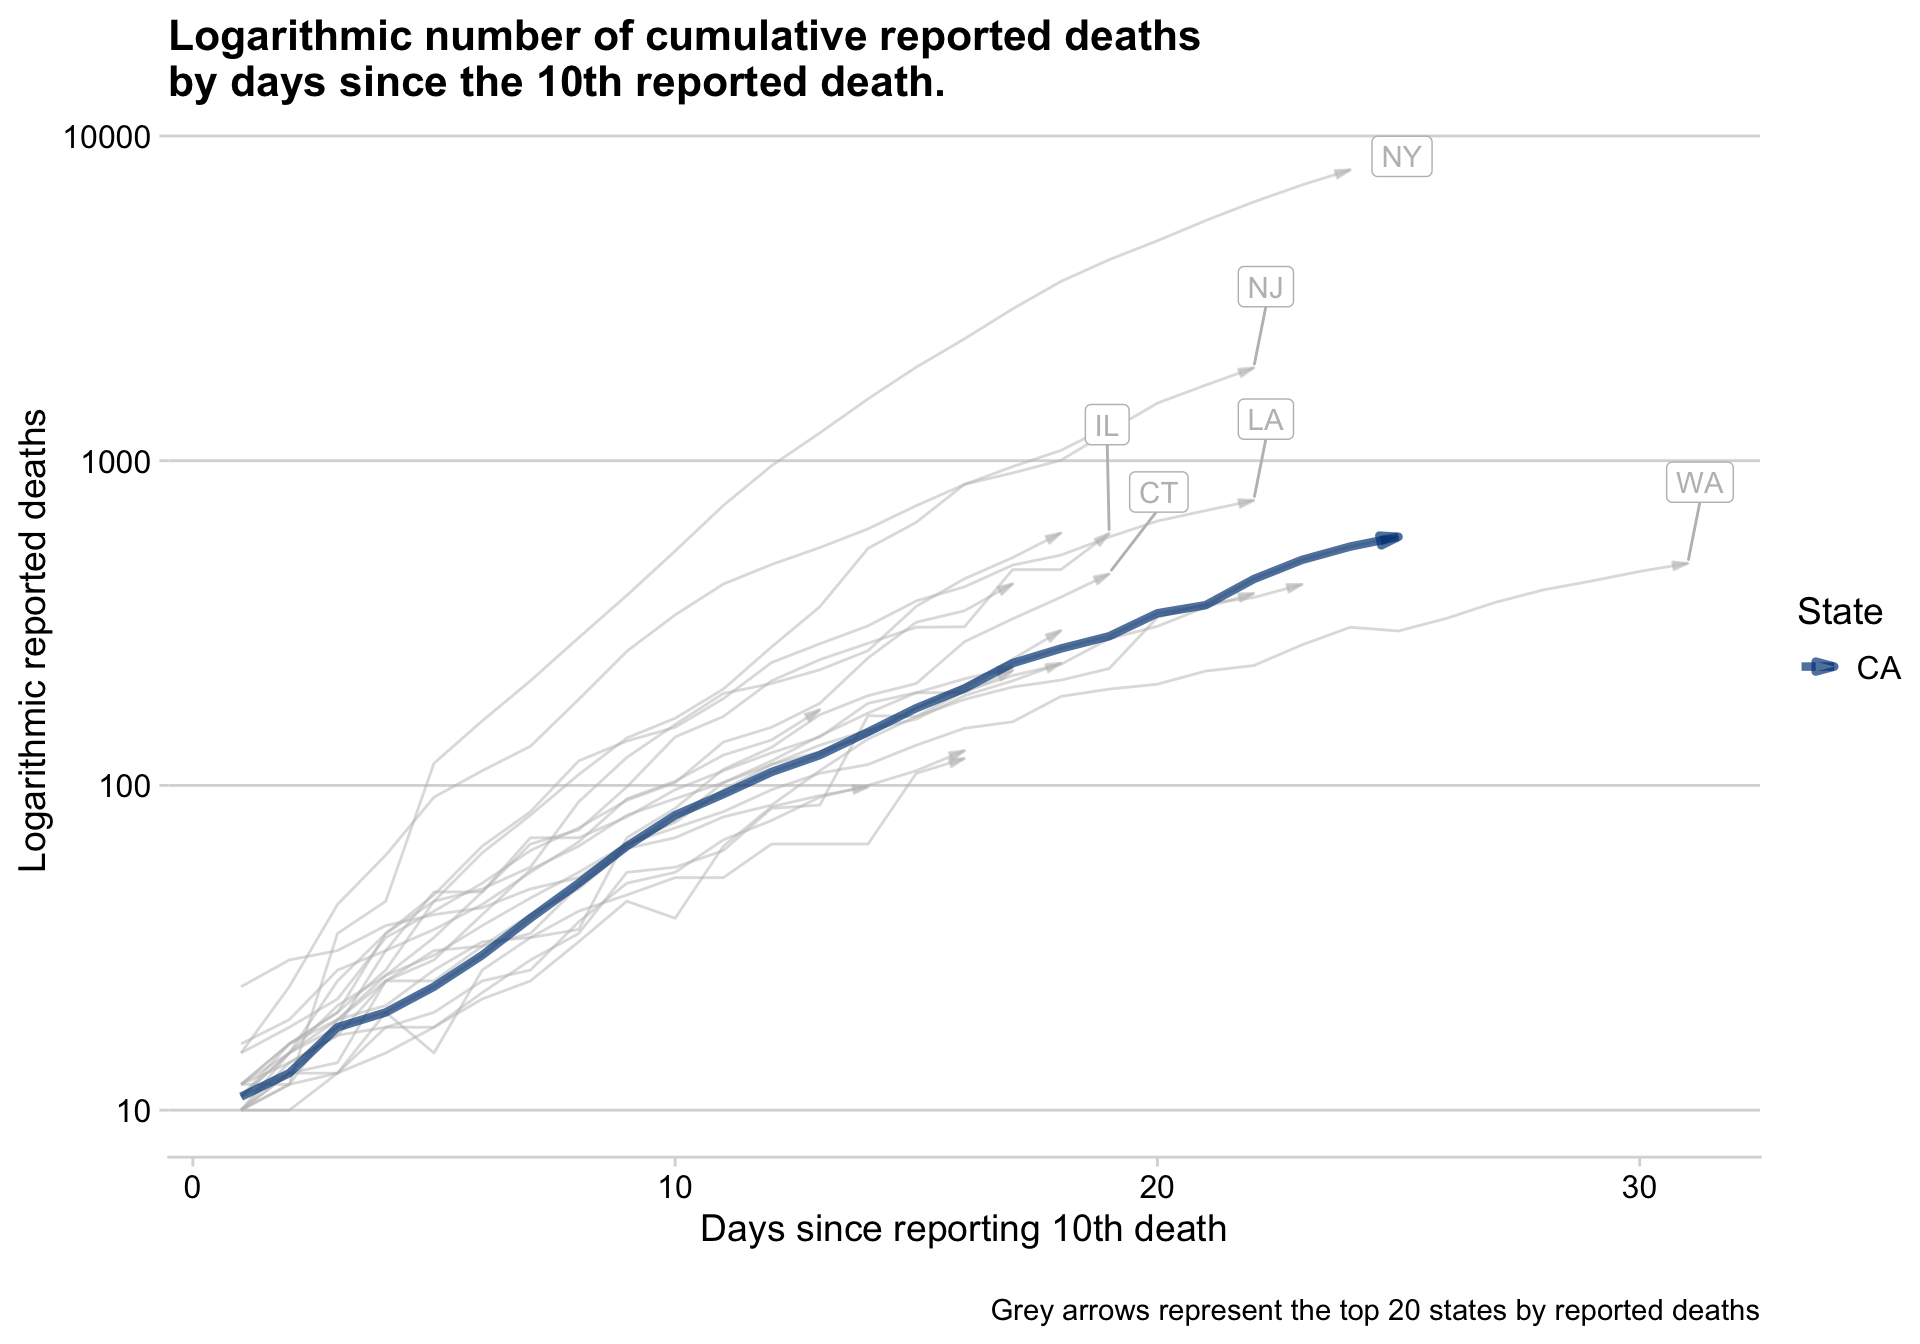 Logarithmic number of cumulative reported deaths
by days since the 10th reported death.
10000
1000
100
10
Logarithmic reported deaths
NY
NJ
IL
LA
CT
WA
State
CA
0
10
20
30
Days since reporting 10th death
Grey arrows represent the top 20 states by reported deaths